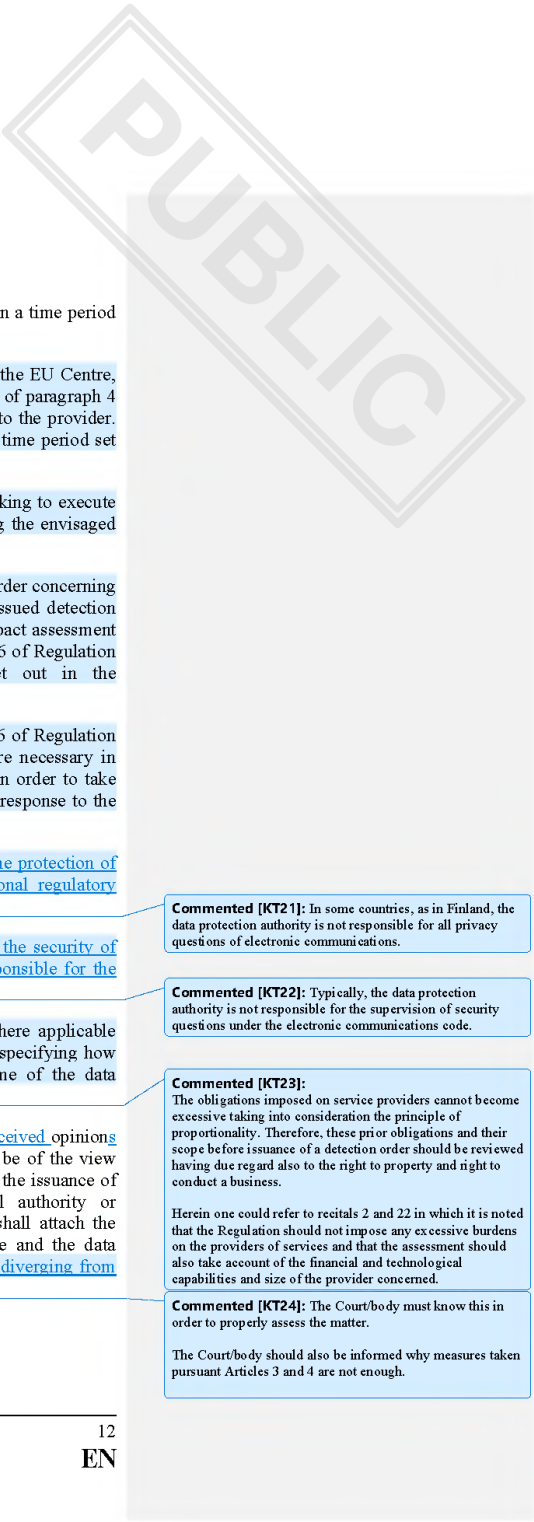 PUBLIC
n a time period
the EU Centre,
of paragraph 4
to the provider.
time period set
king to execute
g the envisaged
rder concerning
ssued detection
pact assessment
6 of Regulation
et out in the
6 of Regulation
re necessary in
n order to take
response to the
he protection of
onal regulatory
the security of
ponsible for the
here applicable
specifying how
ne of the data
ceived opinions
be of the view
the issuance of
l authority or
shall attach the
e and the data
diverging from
Commented [KT21]: In some countries, as in Finland, the
data protection authority is not responsible for all privacy
questions of electronic communications.
Commented [KT22]: Typically, the data protection
authority is not responsible for the supervision of security
questions under the electronic communications code.
Commented [KT23]:
The obligations imposed on service providers cannot become
excessive taking into consideration the principle of
proportionality. Therefore, these prior obligations and their
scope before issuance of a detection order should be reviewed
having due regard also to the right to property and right to
conduct a business.
Herein one could refer to recitals 2 and 22 in which it is noted
that the Regulation should not impose any excessive burdens
on the providers of services and that the assessment should
also take account of the financial and technological
capabilities and size of the provider concerned.
Commented [KT24]: The Court/body must know this in
order to properly assess the matter.
The Court/body should also be informed why measures taken
pursuant Articles 3 and 4 are not enough.
12
EN